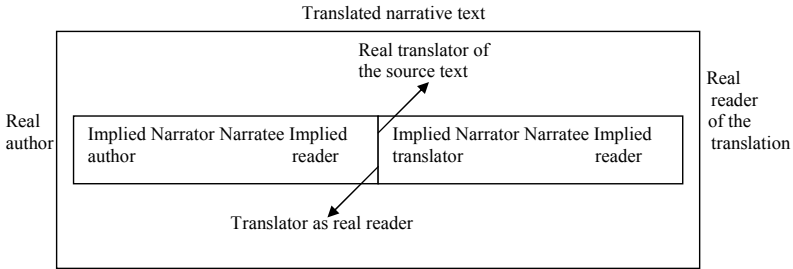 Translated narrative text
Real translator of
the source text
Real
author
Implied Narrator Narratee Implied
author reader
Implied Narrator Narratee Implied
translator reader
Real
reader
of the
translation
Translator as real reader